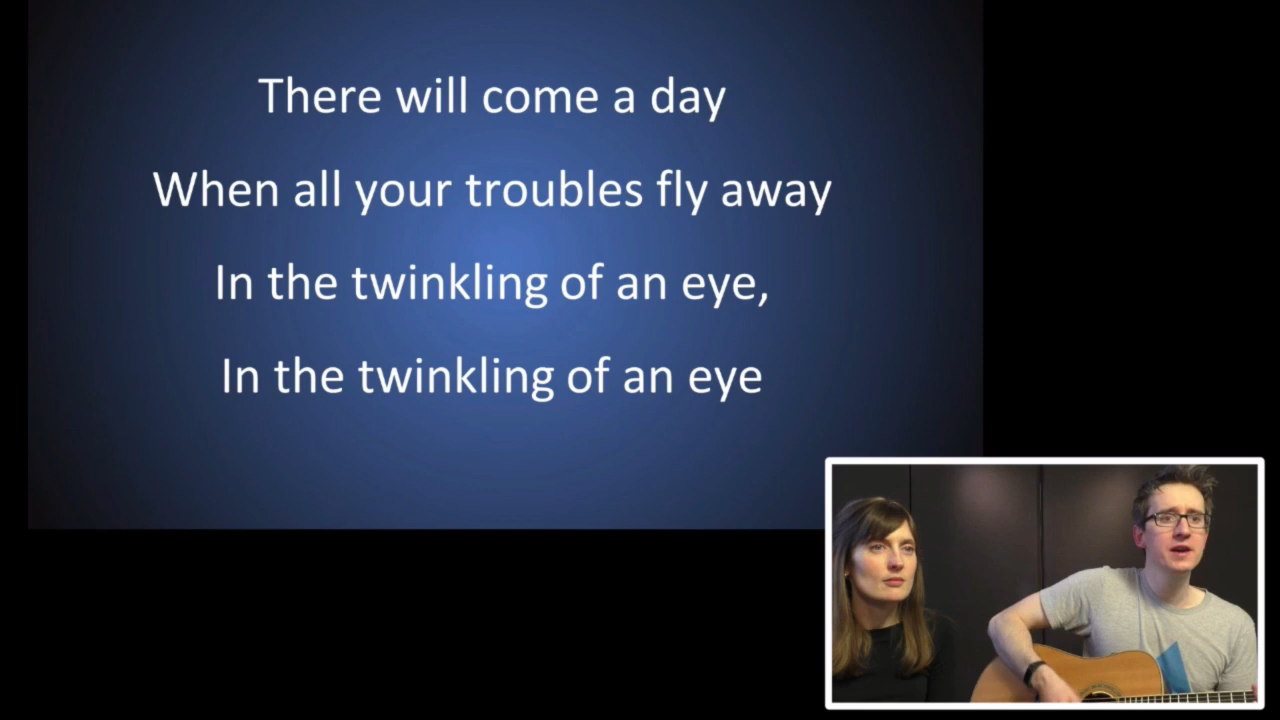 There will come a day
When all your troubles fly away
In the twinkling of an eye,
In the twinkling of an eye